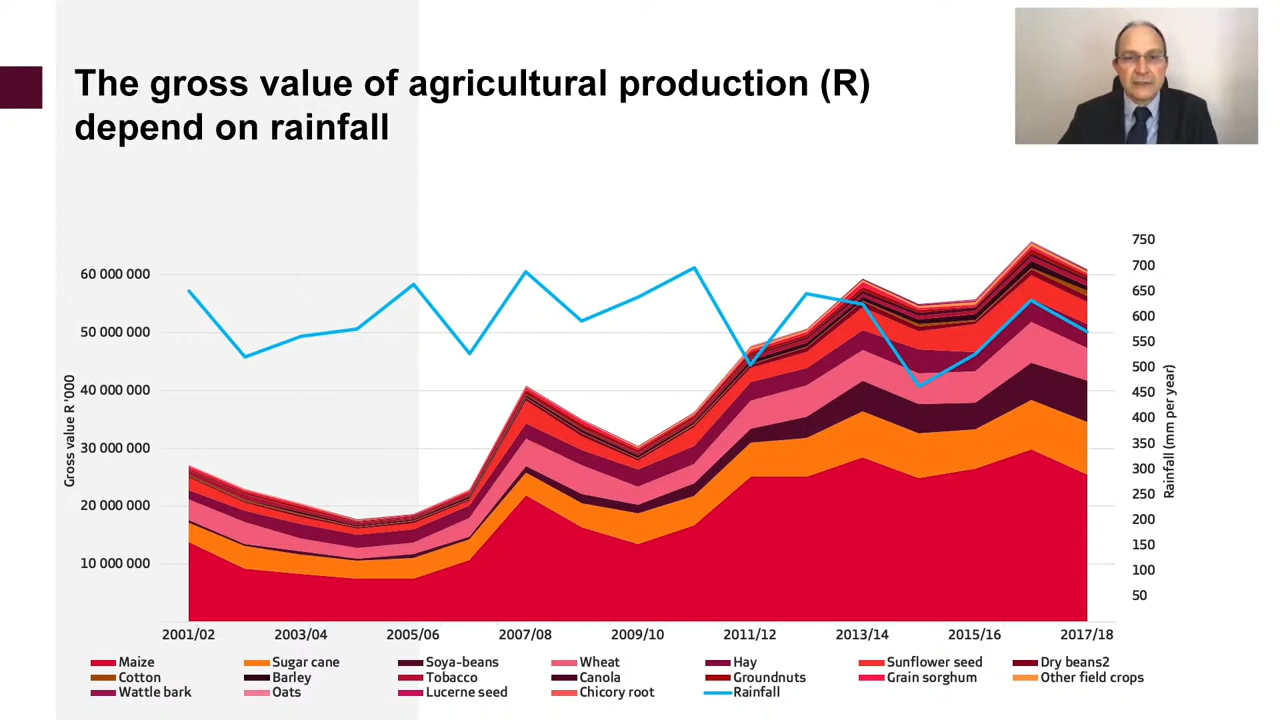 The gross value of agricultural production (R)
depend on rainfall
Gross value R '000
60 000 000
50 000 000
40 000 000
30 000 000
20 000 000
10 000 000
750
700
650
600
550
500
450
400
350
300
250
200
150
100
50
Rainfall (mm per year)
2001/02 2003/04 2005/06 2007/08 2009/10 2011/12 2013/14 2015/16 2017/18
Maize Sugar cane Soya-beans Wheat Hay Sunflower seed Dry beans2
Cotton Barley Tobacco Canola Groundnuts Grain sorghum Other field crops
Wattle bark Oats Lucerne seed Chicory root Rainfall